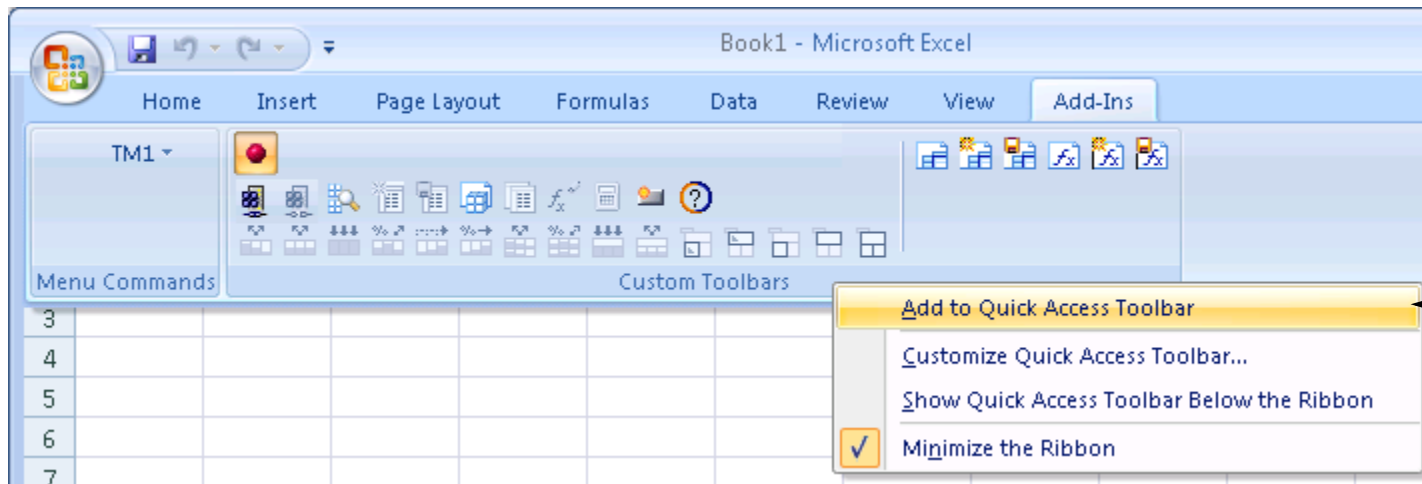 Book1 - Microsoft Excel
Home Insert Page Layout Formulas Data Review View Add-Ins
TM1
Menu Commands Custom Toolbars
Add to Quick Access Toolbar
Customize Quick Access Toolbar...
Show Quick Access Toolbar Below the Ribbon
Minimize the Ribbon
3
4
5
6
7